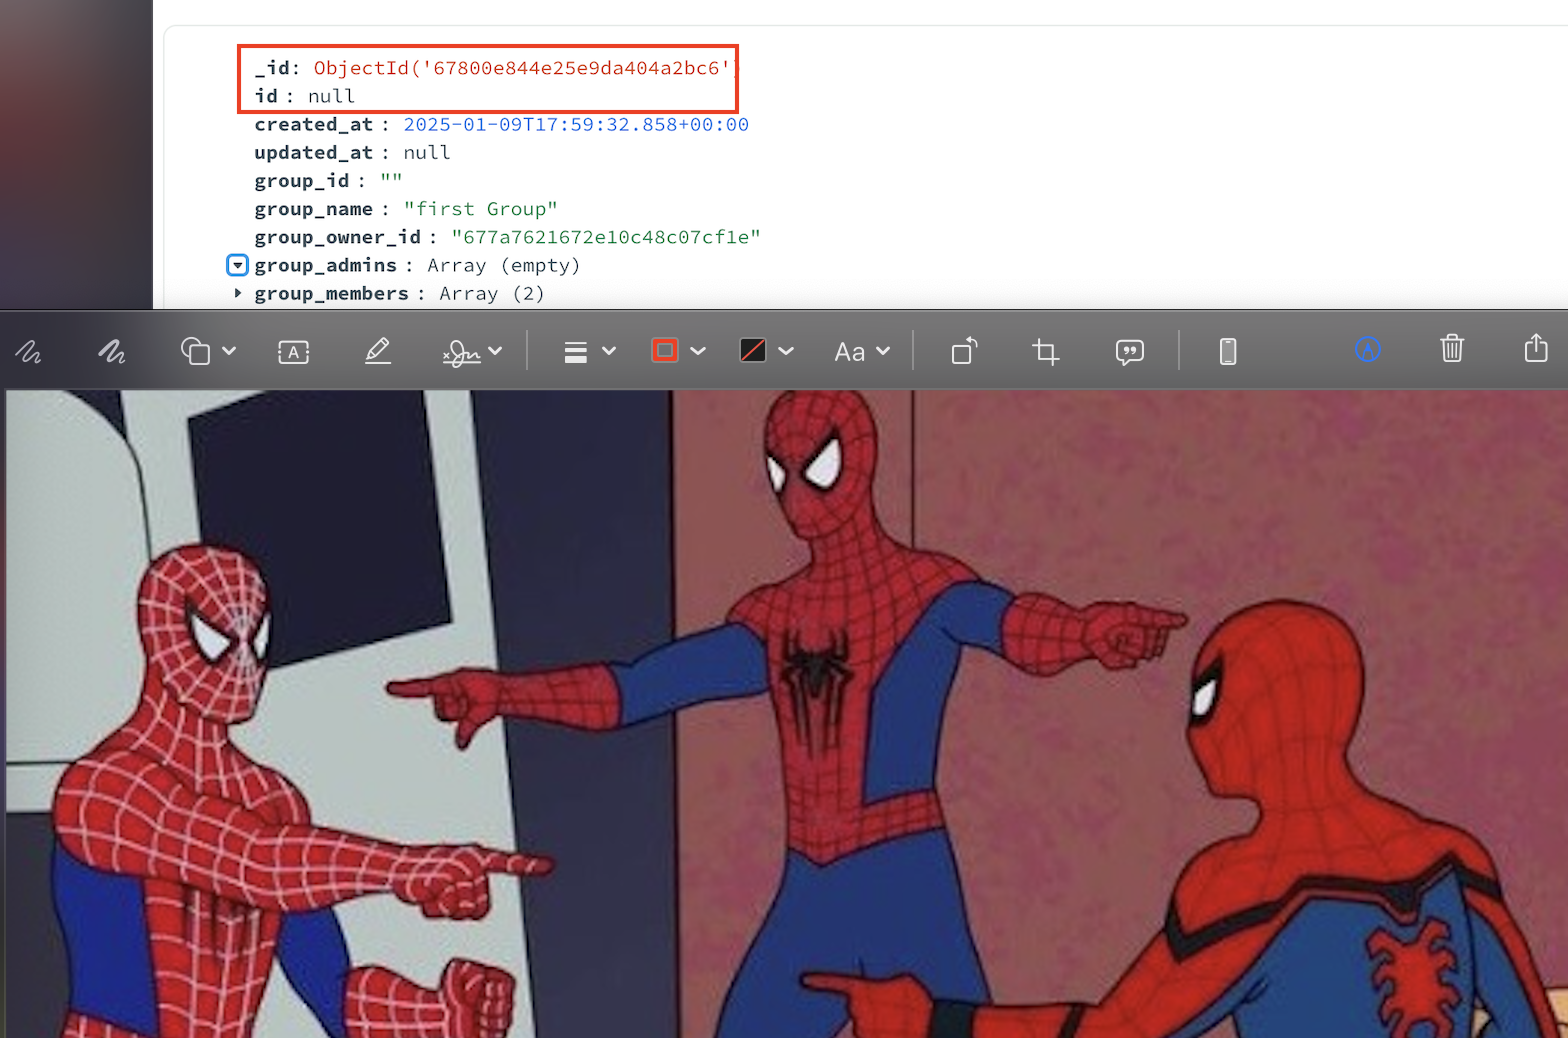 _id: ObjectId('67800e844e25e9da404a2bc6')
id : null
created_at : 2025-01-09T17:59:32.858+00:00
updated_at : null
group_id : ""
group_name : "first Group"
group_owner_id : "677a7621672e10c48c07cf1e"
group_admins : Array (empty)
group_members : Array (2)
A
Aa
A